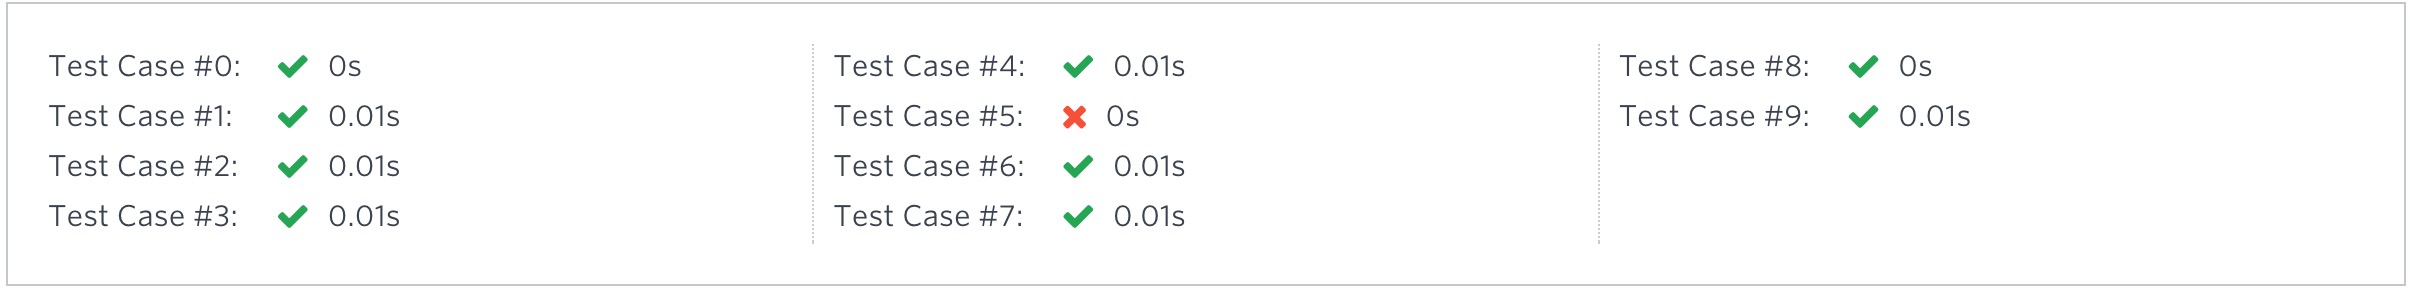 Test Case #0: 0s
Test Case #1: 0.01s
Test Case #2: 0.01s
Test Case #3: 0.01s
Test Case #4: 0.01s
Test Case #5: 0s
Test Case #6: 0.01s
Test Case #7: 0.01s
Test Case #8: 0s
Test Case #9: 0.01s